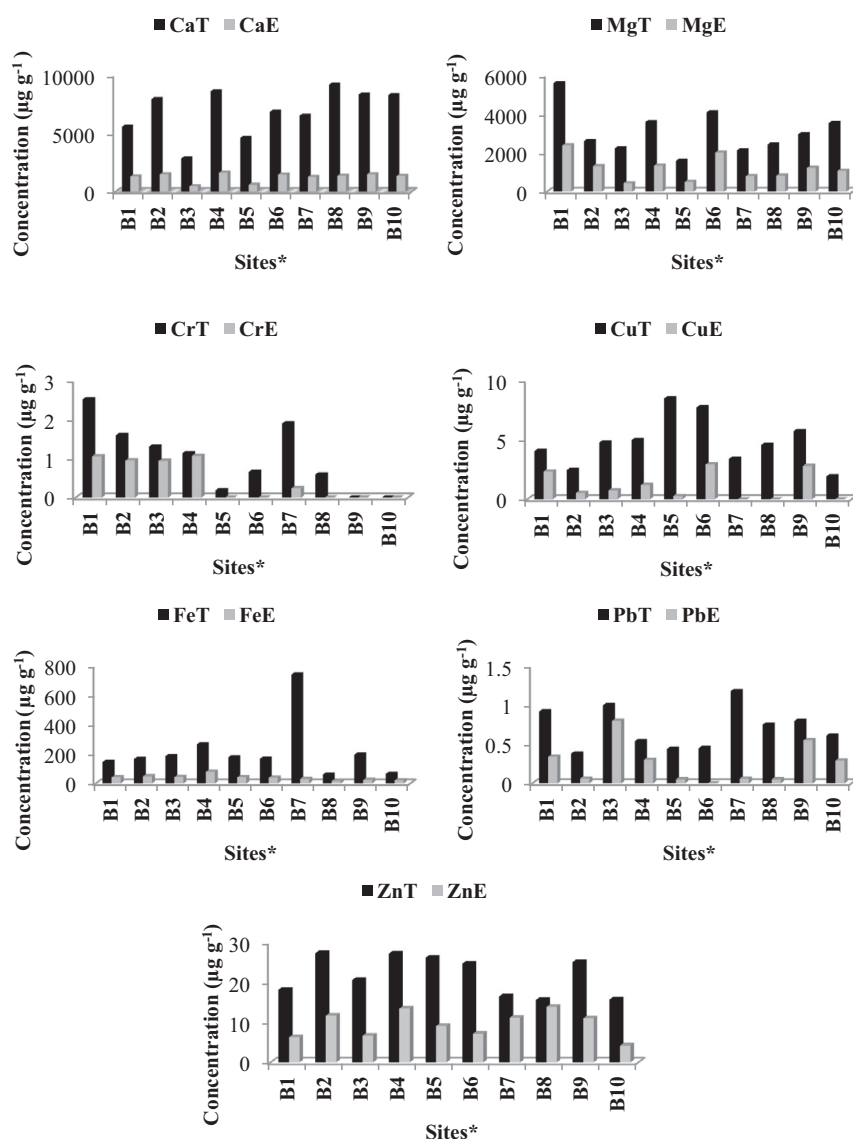 CaT CaE
Concentration (µg g-1)
10000
5000
0
B1 B2 B3 B4 B5 B6 B7 B8 B9 B10
Sites*
MgT MgE
Concentration (µg g-1)
6000
4000
2000
0
B1 B2 B3 B4 B5 B6 B7 B8 B9 B10
Sites*
CrT CrE
Concentration (µg g-1)
3
2
1
0
B1 B2 B3 B4 B5 B6 B7 B8 B9 B10
Sites*
CuT CuE
Concentration (µg g-1)
10
5
0
B1 B2 B3 B4 B5 B6 B7 B8 B9 B10
Sites*
FeT FeE
Concentration (µg g-1)
800
600
400
200
0
B1 B2 B3 B4 B5 B6 B7 B8 B9 B10
Sites*
PbT PbE
Concentration (µg g-1)
1.5
1
0.5
0
B1 B2 B3 B4 B5 B6 B7 B8 B9 B10
Sites*
ZnT ZnE
Concentration (µg g-1)
30
20
10
0
B1 B2 B3 B4 B5 B6 B7 B8 B9 B10
Sites*